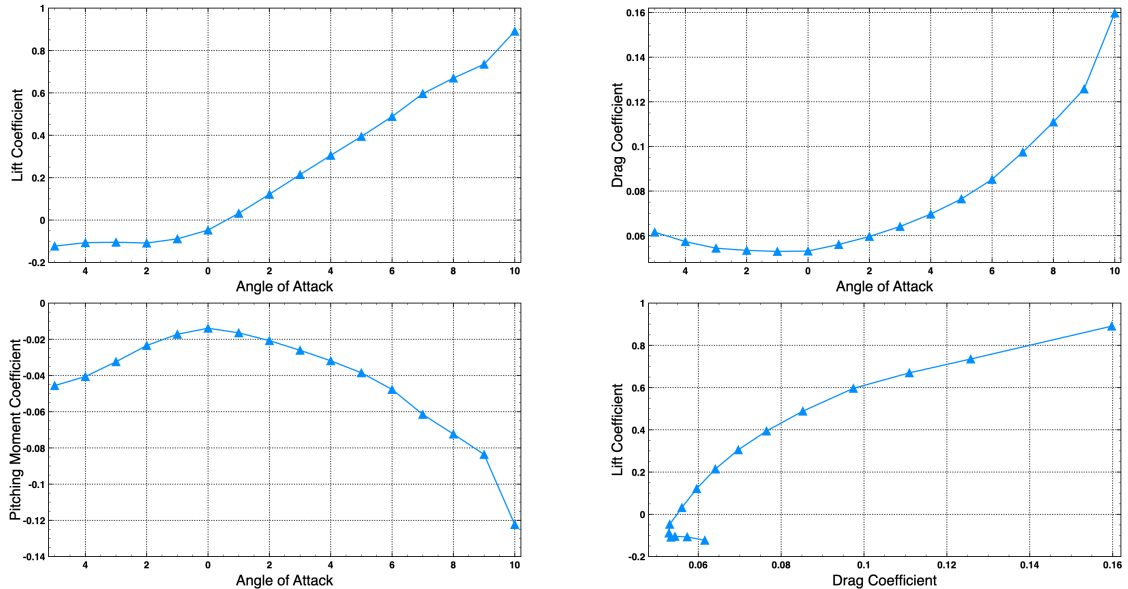 1
0.8
0.6
0.4
0.2
0
-0.2
Lift Coefficient
4 2 0 2 4 6 8 10
Angle of Attack
0.16
0.14
0.12
0.1
0.08
0.06
Drag Coefficient
4 2 0 2 4 6 8 10
Angle of Attack
0
-0.02
-0.04
-0.06
-0.08
-0.1
-0.12
-0.14
Pitching Moment Coefficient
4 2 0 2 4 6 8 10
Angle of Attack
1
0.8
0.6
0.4
0.2
0
-0.2
Lift Coefficient
0.06 0.08 0.1 0.12 0.14 0.16
Drag Coefficient